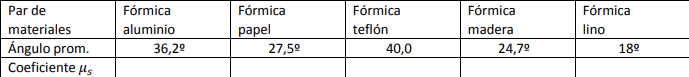 Par de materiales Fórmica aluminio Fórmica papel Fórmica teflón Fórmica madera Fórmica lino
Ángulo prom. 36,2º 27,5º 40,0 24,7º 18º
Coeficiente μs